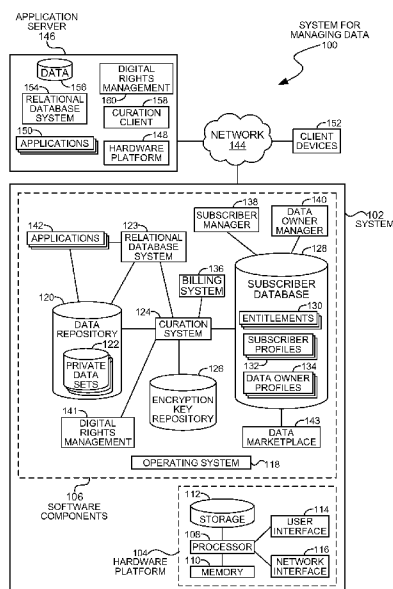 APPLICATION
SERVER
146
SYSTEM FOR
MANAGING DATA
100
DATA
156
154
RELATIONAL
DATABASE
SYSTEM
150
APPLICATIONS
DIGITAL
RIGHTS
MANAGEMENT
160
158
CURATION
CLIENT
148
HARDWARE
PLATFORM
NETWORK
144
152
CLIENT
DEVICES
102
SYSTEM
138
SUBSCRIBER
MANAGER
140
DATA
OWNER
MANAGER
142
APPLICATIONS
123
RELATIONAL
DATABASE
SYSTEM
128
SUBSCRIBER
DATABASE
136
BILLING
SYSTEM
130
ENTITLEMENTS
SUBSCRIBER
PROFILES
132
134
DATA OWNER
PROFILES
120
DATA
REPOSITORY
122
PRIVATE
DATA
SETS
124
CURATION
SYSTEM
126
ENCRYPTION
KEY
REPOSITORY
141
DIGITAL
RIGHTS
MANAGEMENT
143
DATA
MARKETPLACE
OPERATING SYSTEM
118
106
SOFTWARE
COMPONENTS
112
STORAGE
114
USER
INTERFACE
108
PROCESSOR
104
HARDWARE
PLATFORM
110
MEMORY
116
NETWORK
INTERFACE